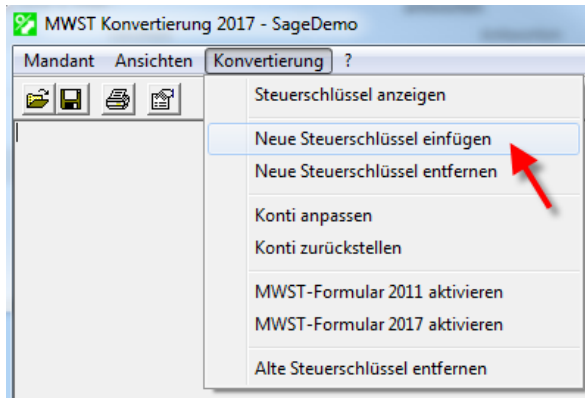 MWST Konvertierung 2017 - SageDemo
Mandant Ansichten Konvertierung ?
Steuerschlüssel anzeigen
Neue Steuerschlüssel einfügen
Neue Steuerschlüssel entfernen
Konti anpassen
Konti zurückstellen
MWST-Formular 2011 aktivieren
MWST-Formular 2017 aktivieren
Alte Steuerschlüssel entfernen